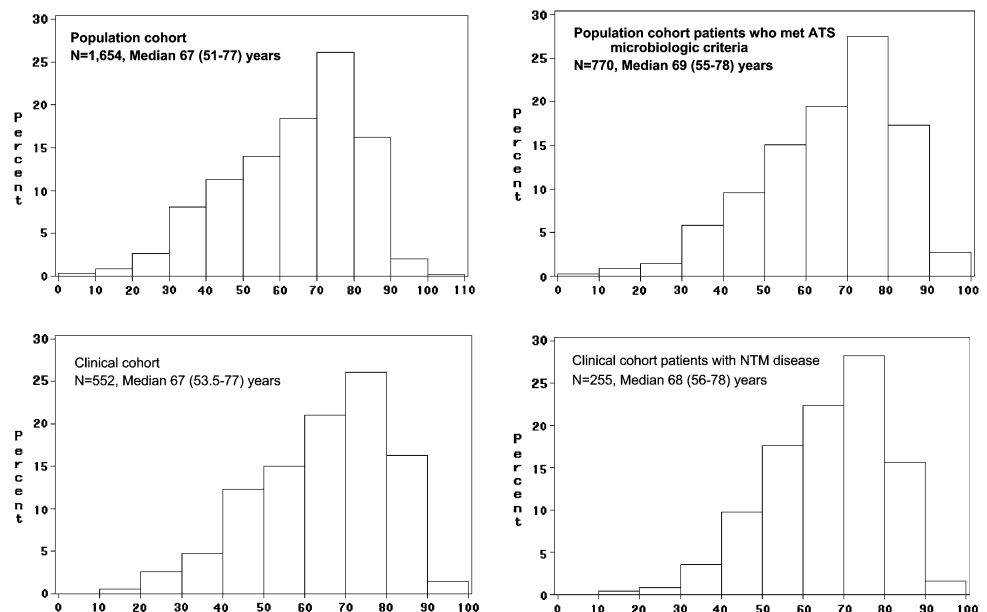 Population cohort
N=1,654, Median 67 (51-77) years
Percent
30
25
20
15
10
5
0
0 10 20 30 40 50 60 70 80 90 100 110
Population cohort patients who met ATS
microbiologic criteria
N=770, Median 69 (55-78) years
Percent
30
25
20
15
10
5
0
0 10 20 30 40 50 60 70 80 90 100
Clinical cohort
N=552, Median 67 (53.5-77) years
Percent
30
25
20
15
10
5
0
0 10 20 30 40 50 60 70 80 90 100
Clinical cohort patients with NTM disease
N=255, Median 68 (56-78) years
Percent
30
25
20
15
10
5
0
0 10 20 30 40 50 60 70 80 90 100